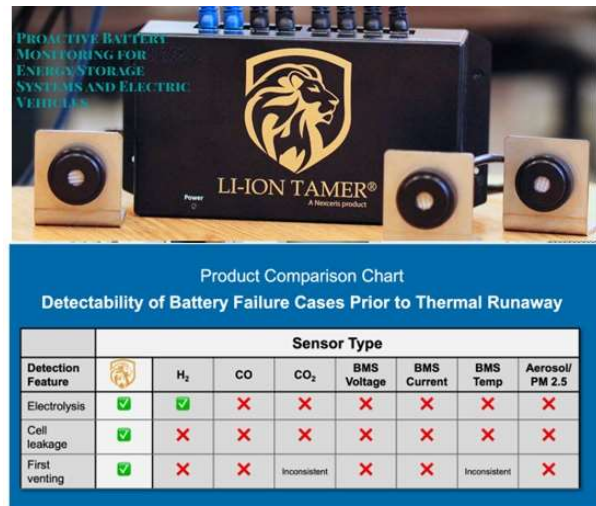 PROACTIVE BATTERY
MONITORING FOR
ENERGY STORAGE
SYSTEMS AND ELECTRIC
VEHICLES
Power
LI-ION TAMER®
A Nexceris product
Product Comparison Chart
Detectability of Battery Failure Cases Prior to Thermal Runaway
Sensor Type
Detection Feature H₂ CO CO₂ BMS Voltage BMS Current BMS Temp Aerosol/ PM 2.5
Electrolysis ✅ ✅ ❌ ❌ ❌ ❌ ❌ ❌
Cell leakage ✅ ❌ ❌ ❌ ❌ ❌ ❌ ❌
First venting ✅ ❌ ❌ Inconsistent ❌ ❌ Inconsistent ❌